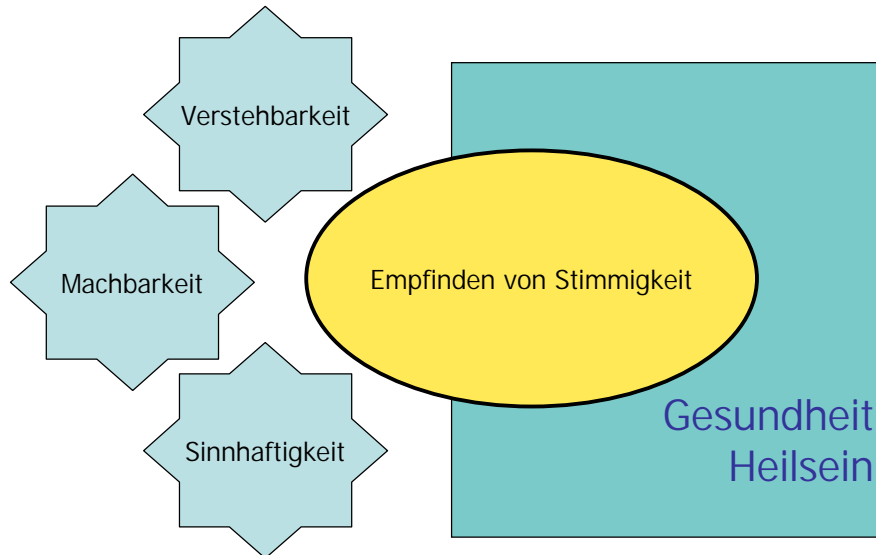 Verstehbarkeit
Machbarkeit
Empfinden von Stimmigkeit
Sinnhaftigkeit
Gesundheit
Heilsein